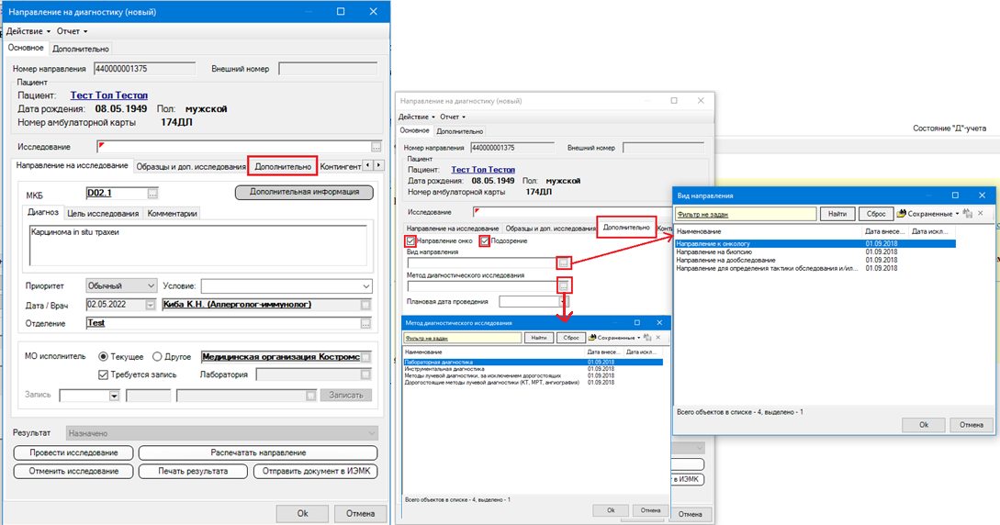 Направление на диагностику (новый)
Действие Отчет
Основное Дополнительно
Номер направления 440000001375 Внешний номер
Пациент
Пациент: Тест Тол Тестол
Дата рождения: 08.05.1949 Пол: мужской
Номер амбулаторной карты 174ДЛ
Исследование
Направление на исследование Образцы и доп. исследования Дополнительно Контингент
МКБ D02.1 Дополнительная информация
Диагноз Цель исследования Комментарии
Карцинома in situ трахеи
Приоритет Обычный Условие:
Дата / Врач 02.05.2022 Киба К.Н. (Аллерголог-иммунолог)
Отделение Test
МО исполнитель Текущее Другое Медицинская организация Костромс
Требуется запись Лаборатория
Запись Записать
Результат Назначено
Провести исследование Распечатать направление
Отменить исследование Печать результата Отправить документ в ИЭМК
Ok Отмена
Направление на диагностику (новый)
Действие Отчет
Основное Дополнительно
Номер направления 440000001375 Внешний номер
Пациент
Пациент: Тест Тол Тестол
Дата рождения: 08.05.1949 Пол: мужской
Номер амбулаторной карты 174ДЛ
Исследование
Направление на исследование Образцы и доп. исследования Дополнительно Конти
Направление онко Подозрение
Вид направления
Метод диагностического исследования
Плановая дата проведения
Метод диагностического исследования
Фильтр не задан Найти Сброс Сохраненные
Наименование Дата внесе... Дата искл...
Лабораторная диагностика 01.09.2018
Инструментальная диагностика 01.09.2018
Методы лучевой диагностики, за исключением дорогостоящих 01.09.2018
Дорогостоящие методы лучевой диагностики (КТ, МРТ, ангиография) 01.09.2018
Всего объектов в списке - 4, выделено - 1
Ok Отмена
в ИЭМК
Отмена
Состояние "Д"-учета
Вид направления
Фильтр не задан Найти Сброс Сохраненные
Наименование Дата внесе... Дата искл...
Направление к онкологу 01.09.2018
Направление на биопсию 01.09.2018
Направление на дообследование 01.09.2018
Направление для определения тактики обследования и/ил... 01.09.2018
Всего объектов в списке - 4, выделено - 1
Ok Отмена